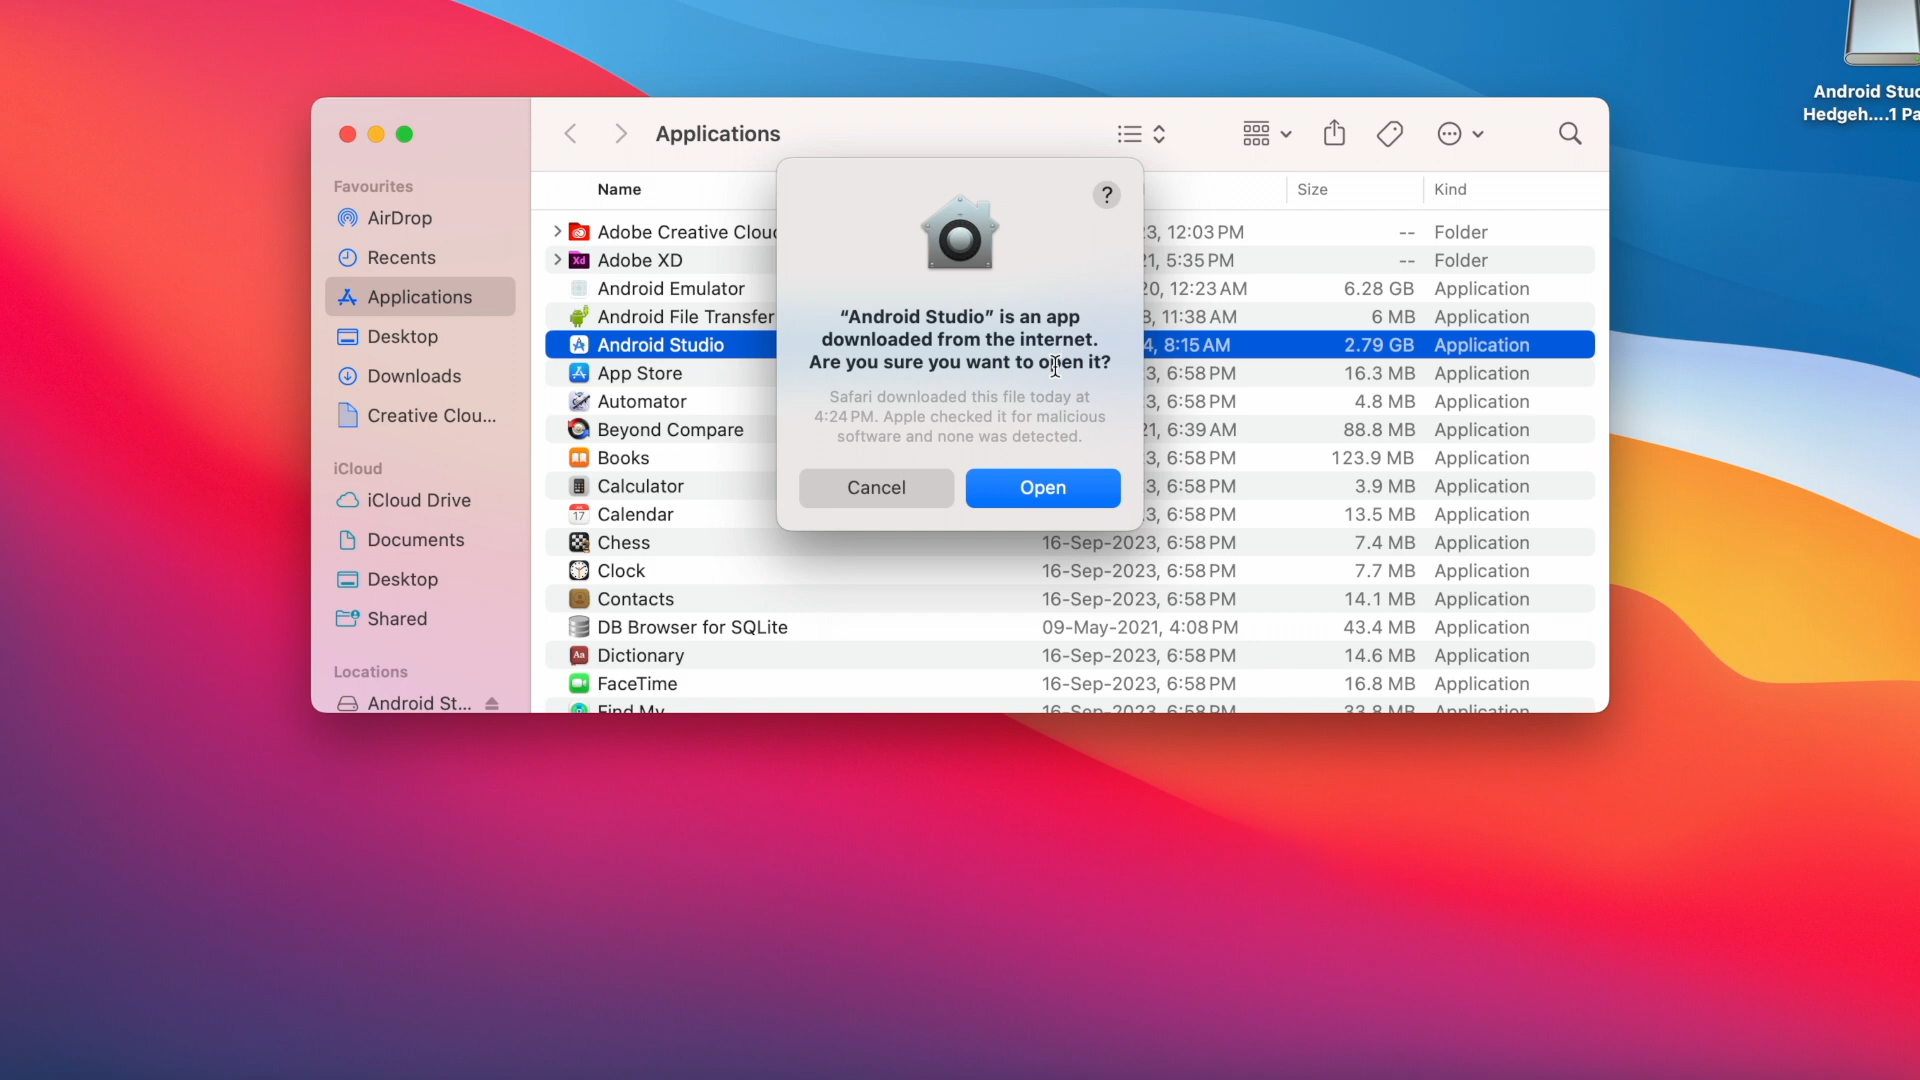 Android Stud
Hedgeh....1 Pa
Applications
Favourites
AirDrop
Recents
Applications
Desktop
Downloads
Creative Clou...
iCloud
iCloud Drive
Documents
Desktop
Shared
Locations
Android St...
Name Size Kind
Adobe Creative Cloud 3, 12:03 PM -- Folder
Xd Adobe XD 21, 5:35 PM -- Folder
Android Emulator 20, 12:23 AM 6.28 GB Application
Android File Transfer 8, 11:38 AM 6 MB Application
Android Studio 4, 8:15 AM 2.79 GB Application
App Store 3, 6:58 PM 16.3 MB Application
Automator 3, 6:58 PM 4.8 MB Application
Beyond Compare 21, 6:39 AM 88.8 MB Application
Books 3, 6:58 PM 123.9 MB Application
Calculator 3, 6:58 PM 3.9 MB Application
17 Calendar 3, 6:58 PM 13.5 MB Application
Chess 16-Sep-2023, 6:58 PM 7.4 MB Application
Clock 16-Sep-2023, 6:58 PM 7.7 MB Application
Contacts 16-Sep-2023, 6:58 PM 14.1 MB Application
DB Browser for SQLite 09-May-2021, 4:08 PM 43.4 MB Application
Aa Dictionary 16-Sep-2023, 6:58 PM 14.6 MB Application
FaceTime 16-Sep-2023, 6:58 PM 16.8 MB Application
Find My 16-Sep-2023, 6:58 PM 33.8 MB Application
?
“Android Studio” is an app
downloaded from the internet.
Are you sure you want to open it?
Safari downloaded this file today at
4:24 PM. Apple checked it for malicious
software and none was detected.
Cancel Open